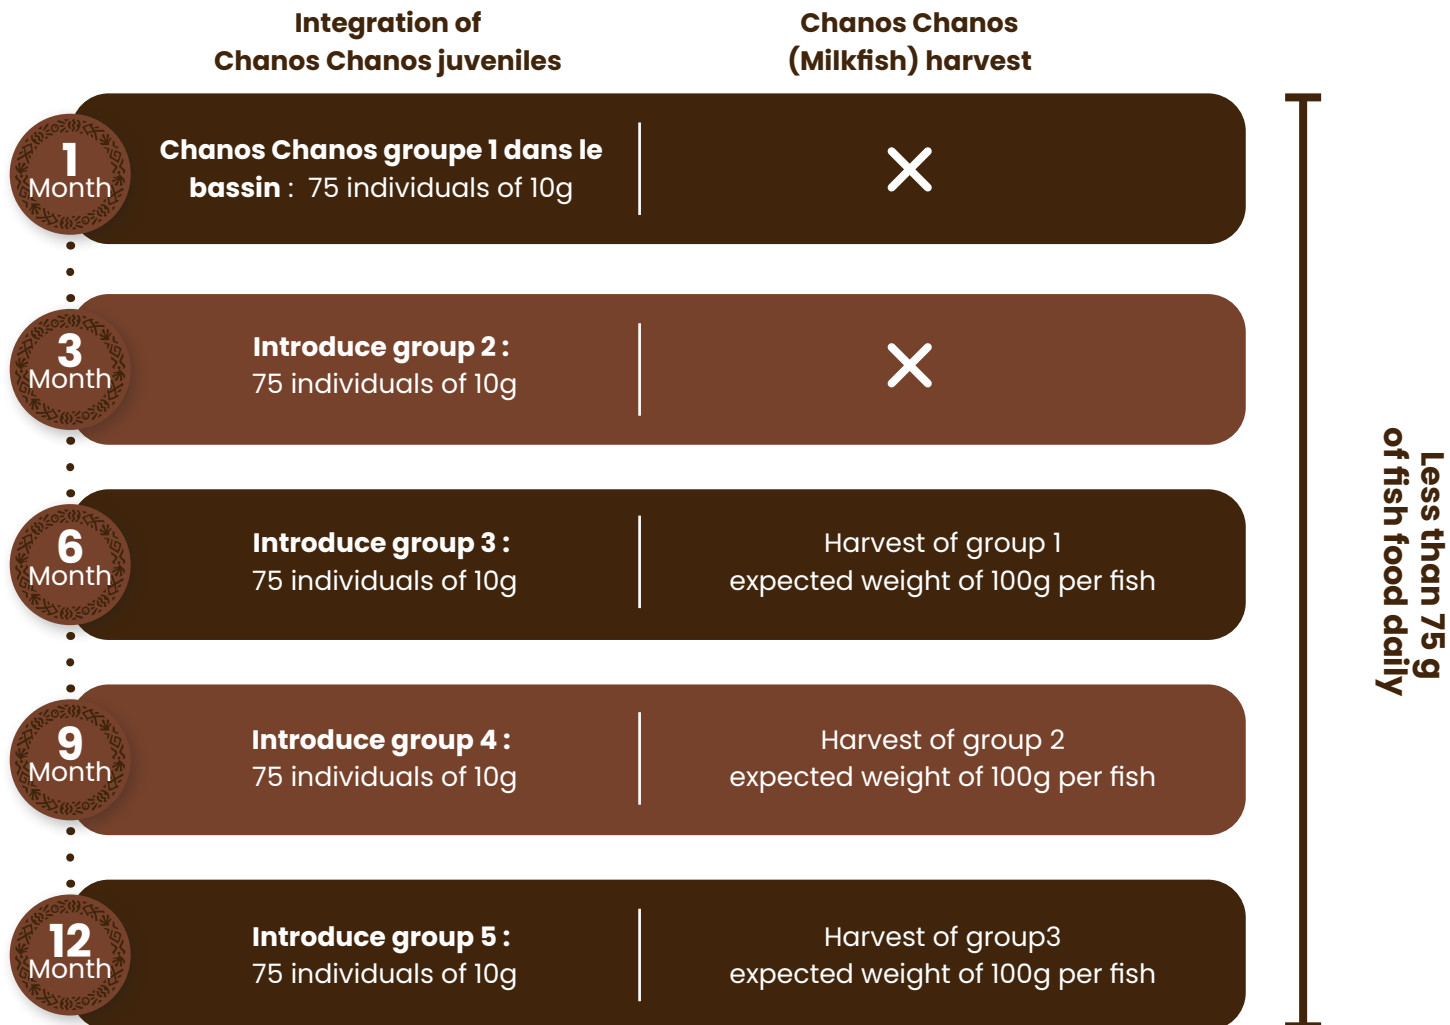 Integration of
Chanos Chanos juveniles
Chanos Chanos
(Milkfish) harvest
1
Month
Chanos Chanos groupe 1 dans le
bassin : 75 individuals of 10g
3
Month
Introduce group 2 :
75 individuals of 10g
6
Month
Introduce group 3 :
75 individuals of 10g
Harvest of group 1
expected weight of 100g per fish
9
Month
Introduce group 4 :
75 individuals of 10g
Harvest of group 2
expected weight of 100g per fish
12
Month
Introduce group 5 :
75 individuals of 10g
Harvest of group3
expected weight of 100g per fish
Less than 75 g
of fish food daily